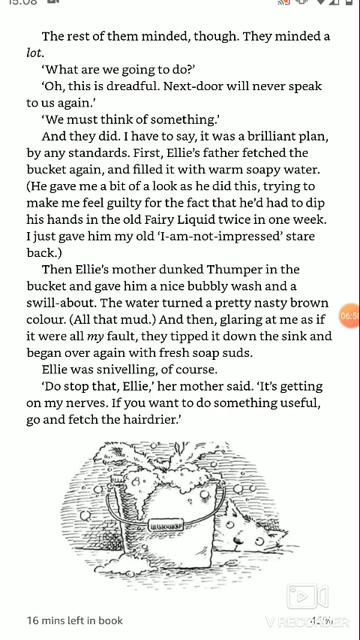 15:08
The rest of them minded, though. They minded a
lot.
‘What are we going to do?’
‘Oh, this is dreadful. Next-door will never speak
to us again.’
‘We must think of something.’
And they did. I have to say, it was a brilliant plan,
by any standards. First, Ellie’s father fetched the
bucket again, and filled it with warm soapy water.
(He gave me a bit of a look as he did this, trying to
make me feel guilty for the fact that he’d had to dip
his hands in the old Fairy Liquid twice in one week.
I just gave him my old ‘I-am-not-impressed’ stare
back.)
Then Ellie’s mother dunked Thumper in the
bucket and gave him a nice bubbly wash and a
swill-about. The water turned a pretty nasty brown
colour. (All that mud.) And then, glaring at me as if
it were all my fault, they tipped it down the sink and
began over again with fresh soap suds.
Ellie was snivelling, of course.
‘Do stop that, Ellie,’ her mother said. ‘It’s getting
on my nerves. If you want to do something useful,
go and fetch the hairdrier.’
16 mins left in book